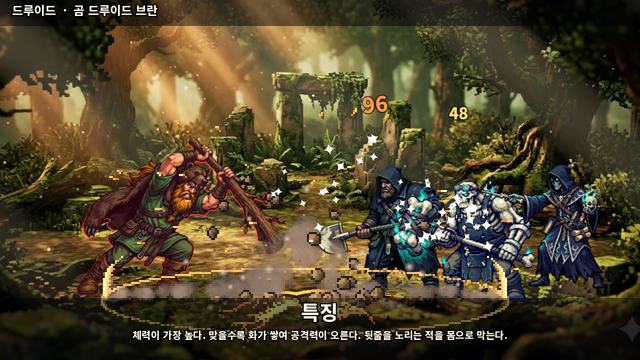 드루이드 · 곰 드루이드 브란
96
48
특징
체력이 가장 높다. 맞을수록 화가 쌓여 공격력이 오른다. 뒷줄을 노리는 적을 몸으로 막는다.